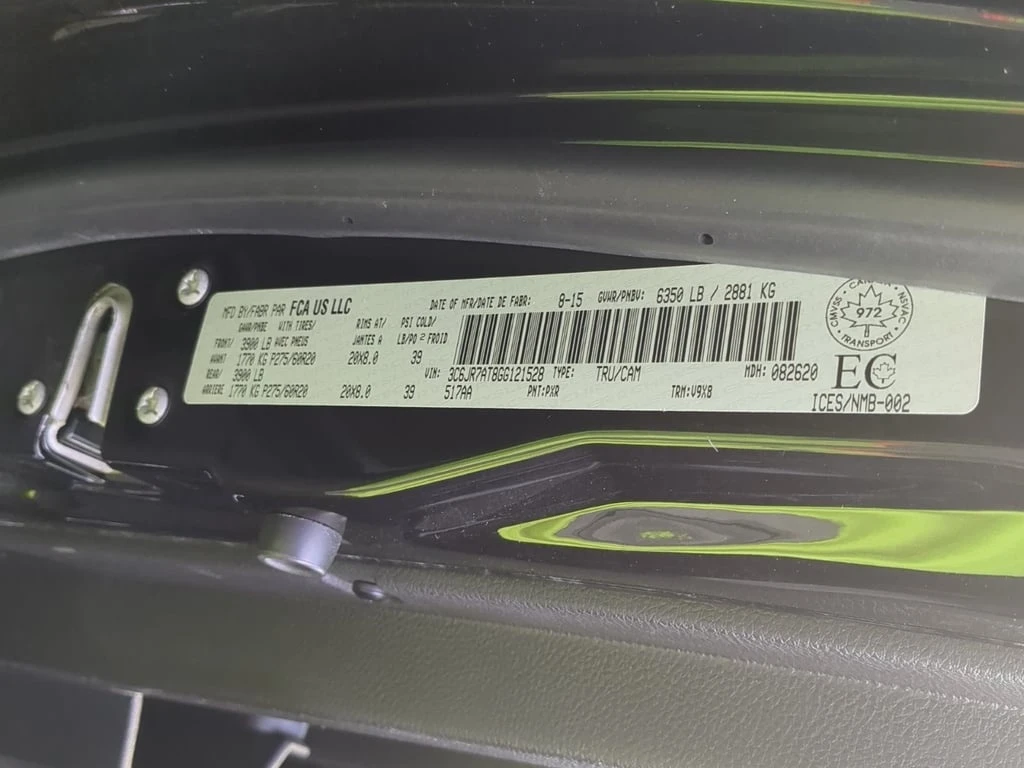 MFD BY/FABR PAR FCA US LLC DATE OF MFR/DATE DE FABR: 8-15 GVWR/PNBV: 6350 LB / 2881 KG
GAWR/PNBE WITH TIRES/ RIMS AT/ PSI COLD/
FRONT/ 3900 LB AVEC PNEUS JANTES A LB/PO² FROID
AVANT 1770 KG P275/60R20 20X8.0 39
REAR/ 3900 LB VIN: 3C6JR7AT8GG121528 TYPE: TRU/CAM MDH: 082620
ARRIERE 1770 KG P275/60R20 20X8.0 39 517AA PNT:PXR TRM:V9X8
CANADA
CMVSS 972 NSVAC
TRANSPORT
EC
ICES/NMB-002